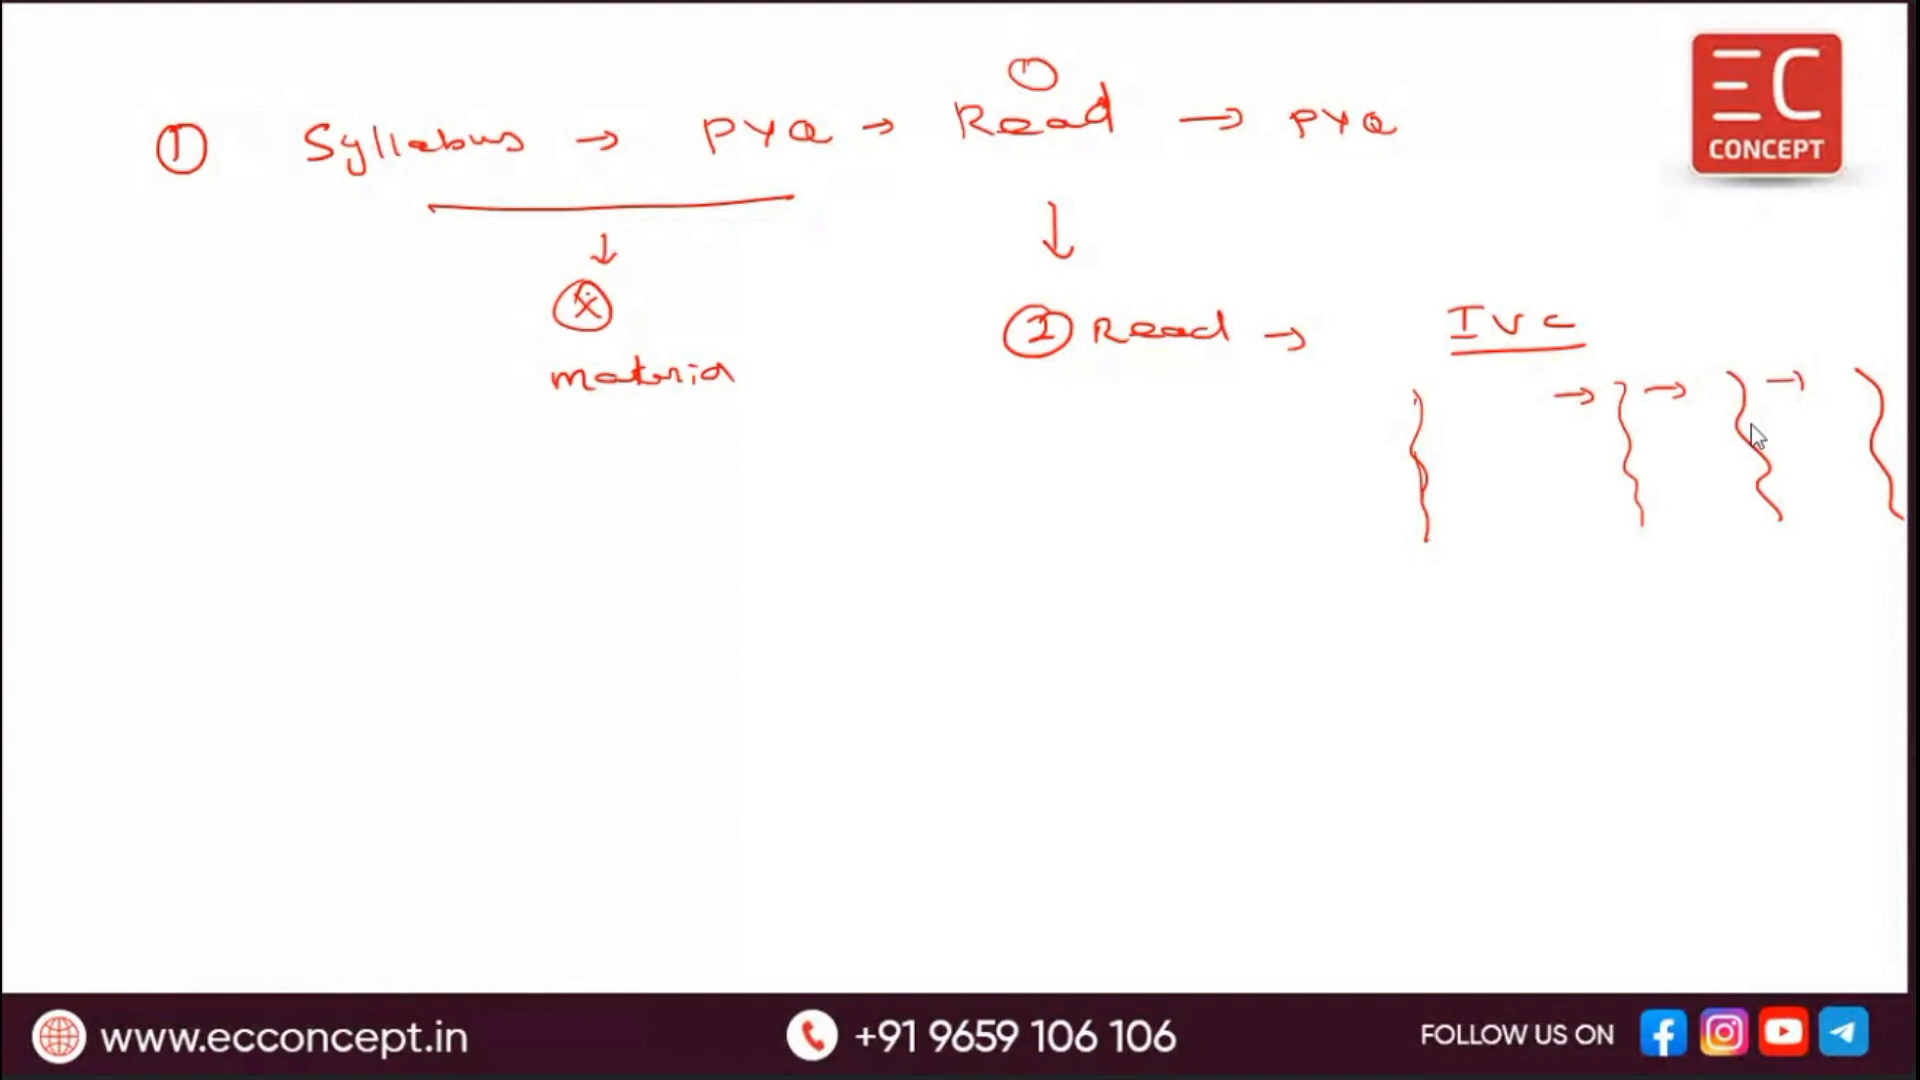 ① Syllabus → PYQ → ① Read → PYQ
↓ ↓
ⓧ
material
② Read → IVC
→ → →
EC
CONCEPT
www.ecconcept.in +91 9659 106 106 FOLLOW US ON